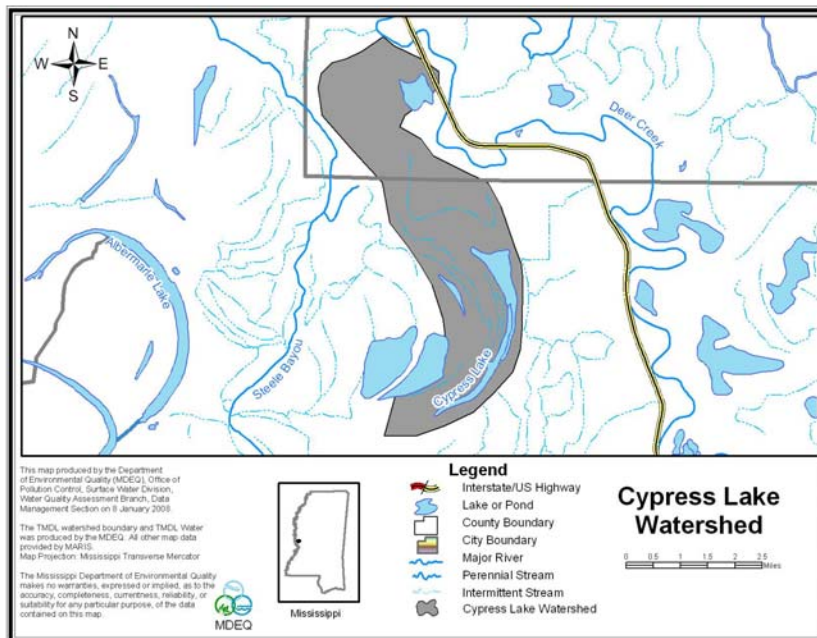 N
W E
S
Deer Creek
Albermarle Lake
Steele Bayou
Cypress Lake
This map produced by the Department
of Environmental Quality (MDEQ), Office of
Pollution Control, Surface Water Division,
Water Quality Assessment Branch, Data
Management Section on 8 January 2008.
The TMDL watershed boundary and TMDL Water
was produced by the MDEQ. All other map data
provided by MARIS.
Map Projection: Mississippi Transverse Mercator
The Mississippi Department of Environmental Quality
makes no warranties, expressed or implied, as to the
accuracy, completeness, currentness, reliability, or
suitability for any particular purpose, of the data
contained on this map.
MDEQ
Mississippi
Legend
Interstate/US Highway
Lake or Pond
County Boundary
City Boundary
Major River
Perennial Stream
Intermittent Stream
Cypress Lake Watershed
Cypress Lake
Watershed
0 0.5 1 1.5 2 2.5
Miles